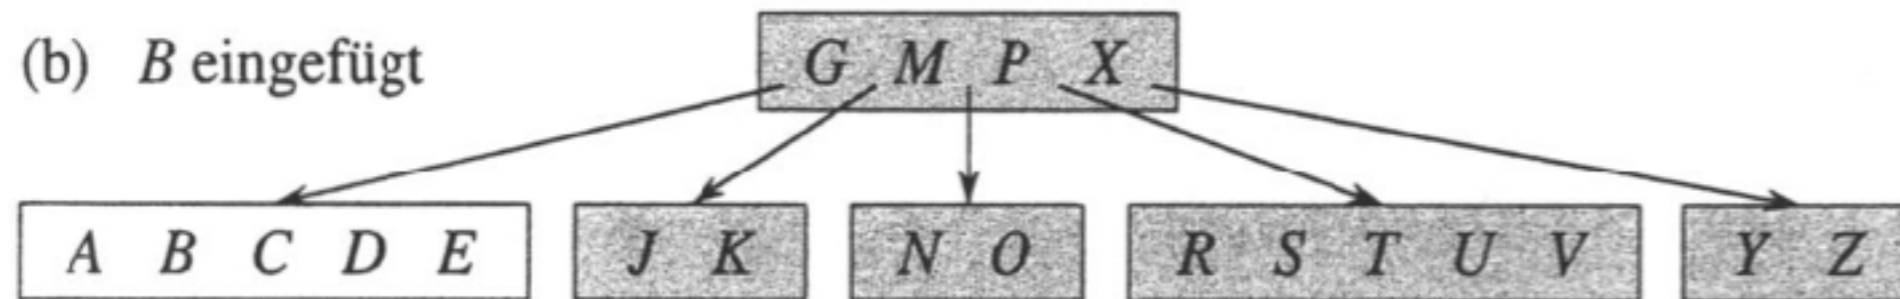 (b) B eingefügt
G M P X
A B C D E J K N O R S T U V Y Z